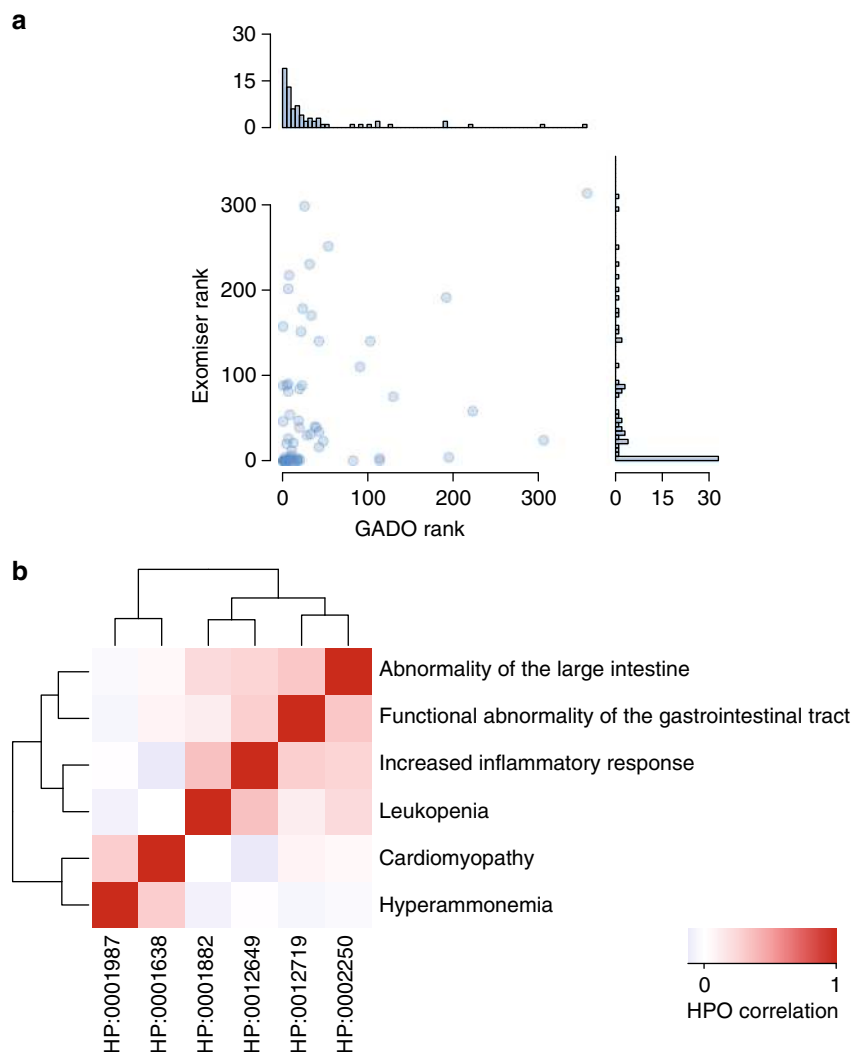 a
30
15
0
300
200
100
0
Exomiser rank
0 100 200 300
GADO rank
0 15 30
b
Abnormality of the large intestine
Functional abnormality of the gastrointestinal tract
Increased inflammatory response
Leukopenia
Cardiomyopathy
Hyperammonemia
HP:0001987
HP:0001638
HP:0001882
HP:0012649
HP:0012719
HP:0002250
0 1
HPO correlation